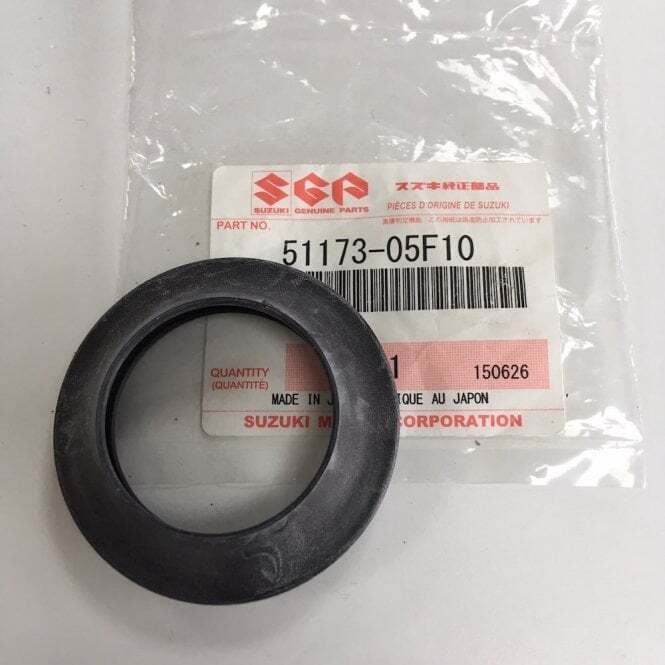 SGP
SUZUKI GENUINE PARTS
スズキ純正部品
PIÈCES D'ORIGINE DE SUZUKI
PART NO.
51173-05F10
QUANTITY
(QUANTITÉ)
1
150626
MADE IN AU JAPON
SUZUKI CORPORATION